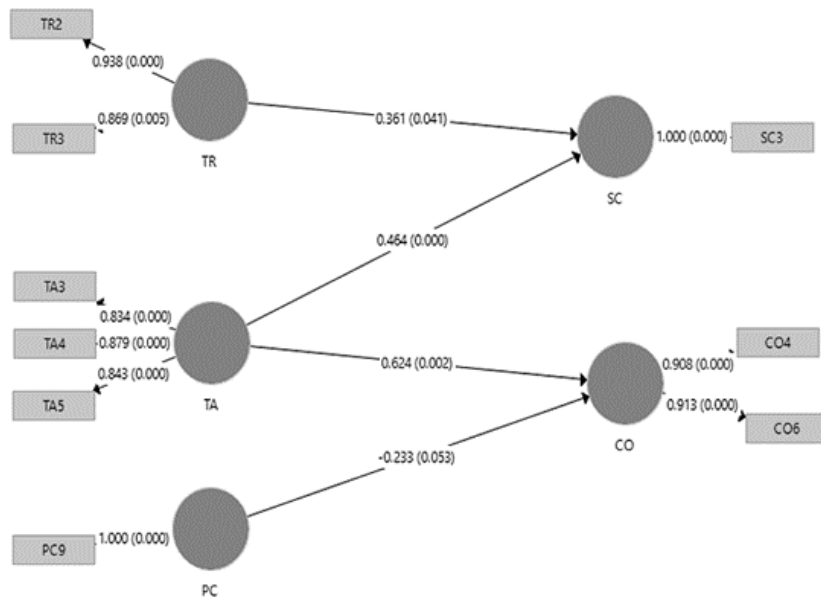 TR2
0.938 (0.000)
0.869 (0.005)
TR3
TR
0.361 (0.041)
1.000 (0.000)
SC3
SC
0.464 (0.000)
TA3
0.834 (0.000)
TA4
0.879 (0.000)
0.843 (0.000)
TA5
TA
0.624 (0.002)
CO4
0.908 (0.000)
0.913 (0.000)
CO6
CO
-0.233 (0.053)
PC9
1.000 (0.000)
PC